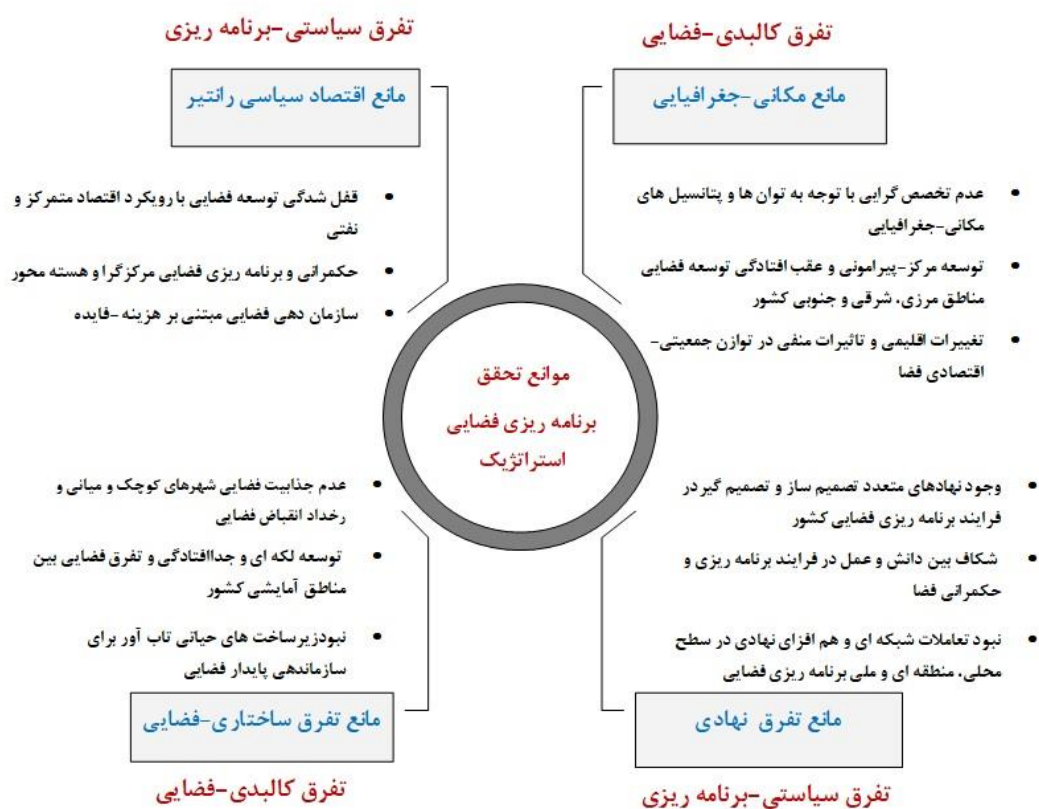 تفرق کالبدی-فضایی
مانع مکانی-جغرافیایی
• عدم تخصص گرایی با توجه به توان ها و پتانسیل های
مکانی-جغرافیایی
• توسعه مرکز-پیرامونی و عقب افتادگی توسعه فضایی
مناطق مرزی، شرقی و جنوبی کشور
• تغییرات اقلیمی و تاثیرات منفی در توازن جمعیتی-
اقتصادی فضا
تفرق سیاستی-برنامه ریزی
مانع اقتصاد سیاسی رانتیر
• قفل شدگی توسعه فضایی با رویکرد اقتصاد متمرکز و
نفتی
• حکمرانی و برنامه ریزی فضایی مرکزگرا و هسته محور
• سازمان دهی فضایی مبتنی بر هزینه -فایده
موانع تحقق
برنامه ریزی فضایی
استراتژیک
• وجود نهادهای متعدد تصمیم ساز و تصمیم گیر در
فرایند برنامه ریزی فضایی کشور
• شکاف بین دانش و عمل در فرایند برنامه ریزی و
حکمرانی فضا
• نبود تعاملات شبکه ای و هم افزای نهادی در سطح
محلی، منطقه ای و ملی برنامه ریزی فضایی
مانع تفرق نهادی
تفرق سیاستی-برنامه ریزی
• عدم جذابیت فضایی شهرهای کوچک و میانی و
رخداد انقباض فضایی
• توسعه لکه ای و جداافتادگی و تفرق فضایی بین
مناطق آمایشی کشور
• نبودزیرساخت های حیاتی تاب آور برای
سازماندهی پایدار فضایی
مانع تفرق ساختاری-فضایی
تفرق کالبدی-فضایی